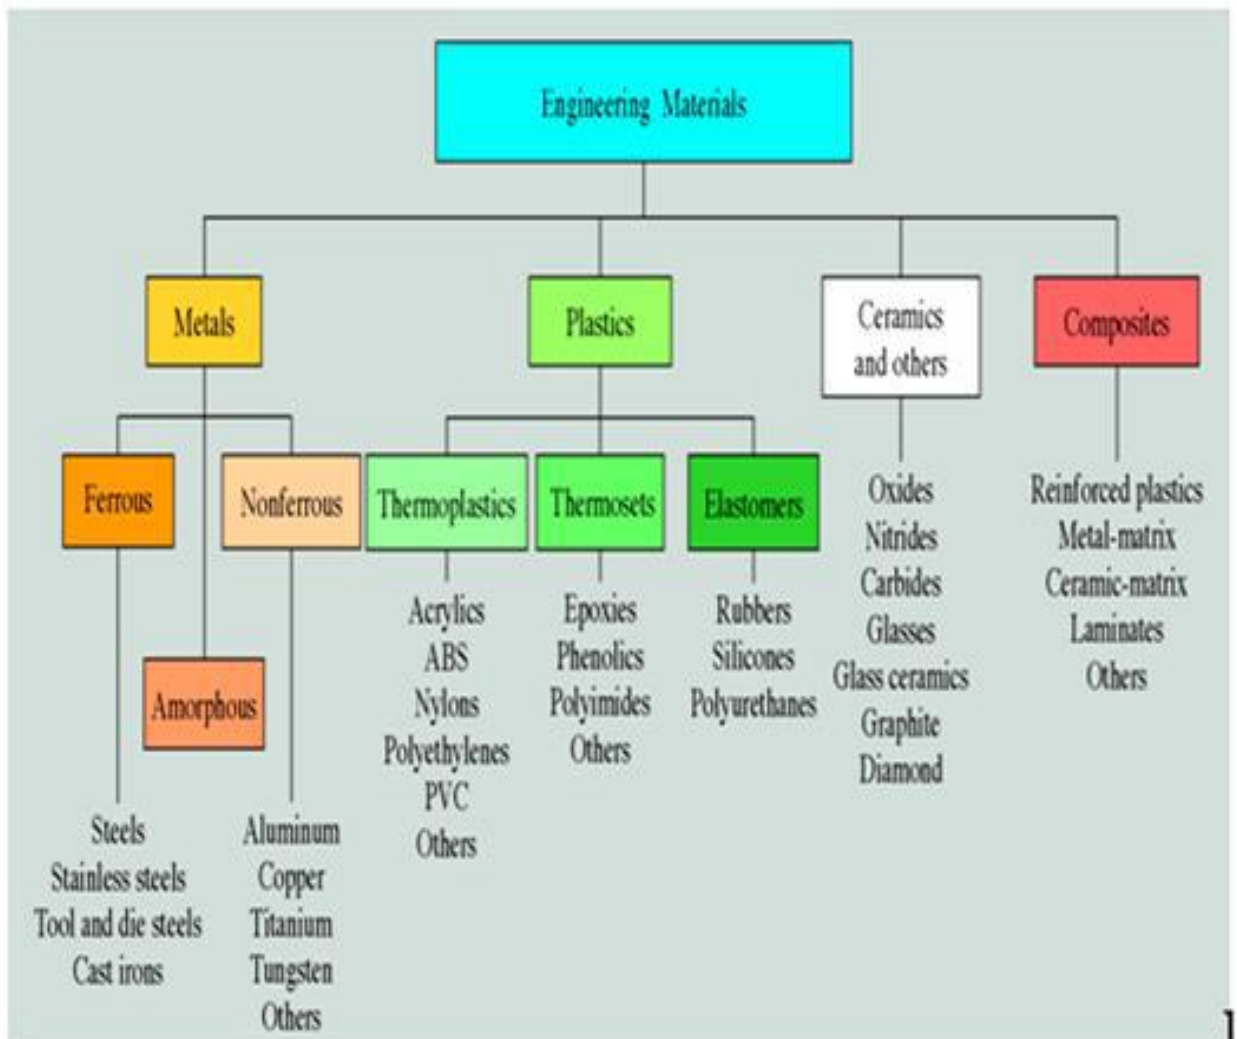 Engineering Materials
Metals
Plastics
Ceramics
and others
Composites
Ferrous
Nonferrous
Thermoplastics
Thermosets
Elastomers
Amorphous
Steels
Stainless steels
Tool and die steels
Cast irons
Aluminum
Copper
Titanium
Tungsten
Others
Acrylics
ABS
Nylons
Polyethylenes
PVC
Others
Epoxies
Phenolics
Polyimides
Others
Rubbers
Silicones
Polyurethanes
Oxides
Nitrides
Carbides
Glasses
Glass ceramics
Graphite
Diamond
Reinforced plastics
Metal-matrix
Ceramic-matrix
Laminates
Others